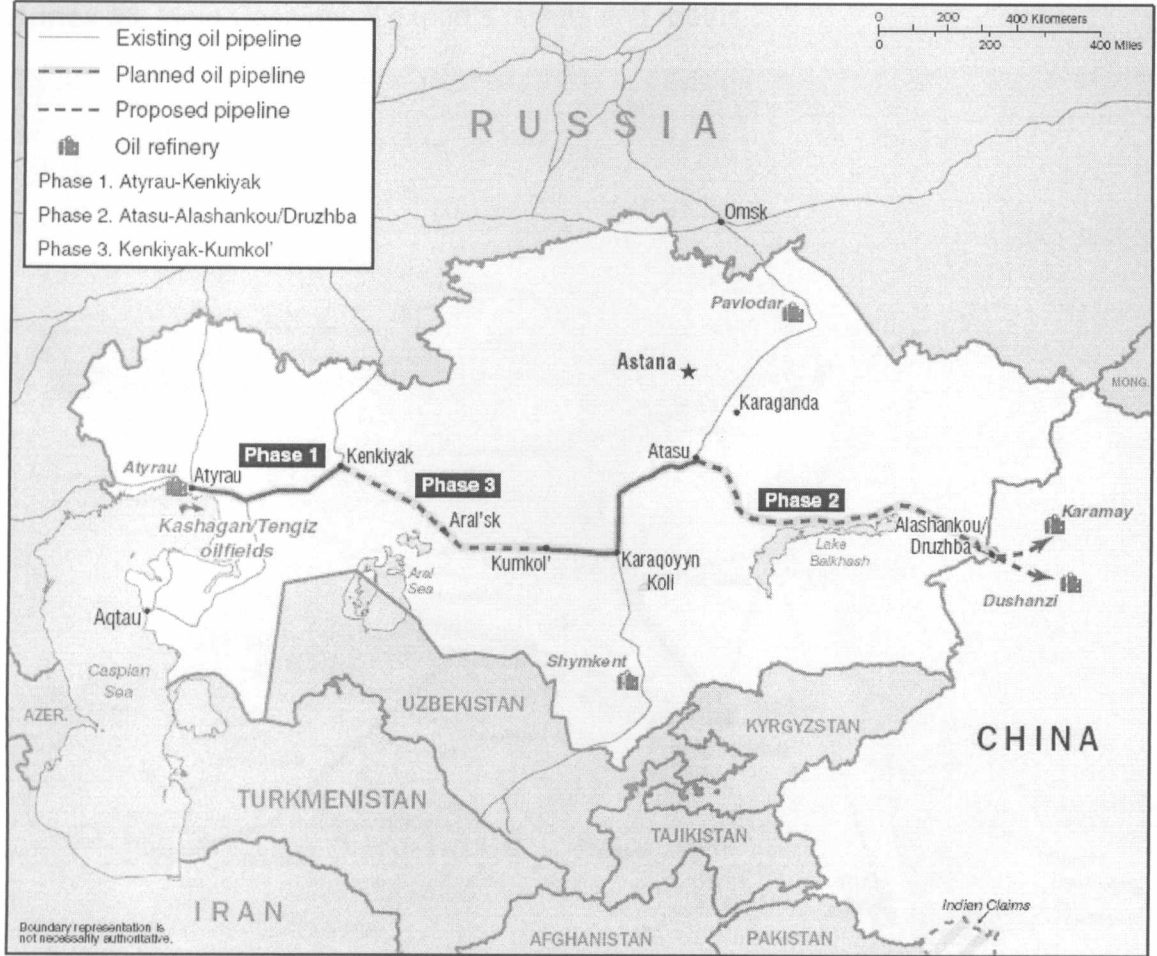 Existing oil pipeline
Planned oil pipeline
Proposed pipeline
Oil refinery
Phase 1. Atyrau-Kenkiyak
Phase 2. Atasu-Alashankou/Druzhba
Phase 3. Kenkiyak-Kumkol'
0 200 400 Kilometers
0 200 400 Miles
RUSSIA
Omsk
Pavlodar
Astana
MONG.
Karaganda
Atasu
Phase 1
Kenkiyak
Atyrau
Atyrau
Phase 3
Phase 2
Karamay
Kashagan/Tengiz
oilfields
Aral'sk
Alashankou/
Druzhba
Lake
Balkhash
Kumkol'
Karaqoyyn
Koli
Aral
Sea
Dushanzi
Aqtau
Shymkent
Caspian
Sea
AZER.
UZBEKISTAN
KYRGYZSTAN
CHINA
TURKMENISTAN
TAJIKISTAN
IRAN
Indian Claims
Boundary representation is
not necessarily authoritative.
AFGHANISTAN
PAKISTAN